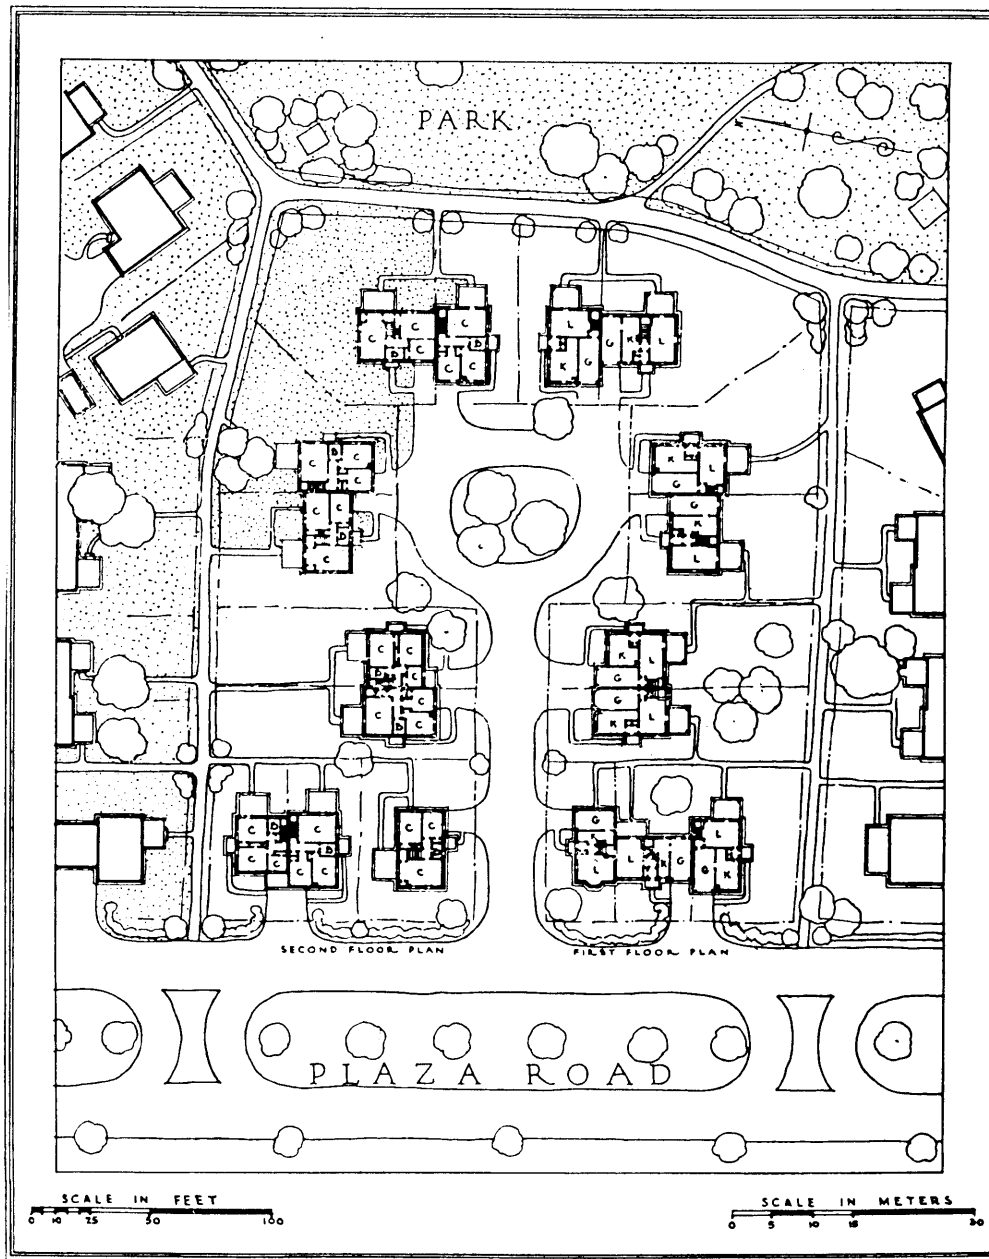 PARK
N
C C C D C C C
L K G G K L
C D C C
C C D C
K L G
G K L
C C D C C
C D C C
K L G
G K L
C D C C C C D C
C C D C
G K L L K G L G K
SECOND FLOOR PLAN
FIRST FLOOR PLAN
PLAZA ROAD
SCALE IN FEET
0 10 25 50 100
SCALE IN METERS
0 5 10 15 30